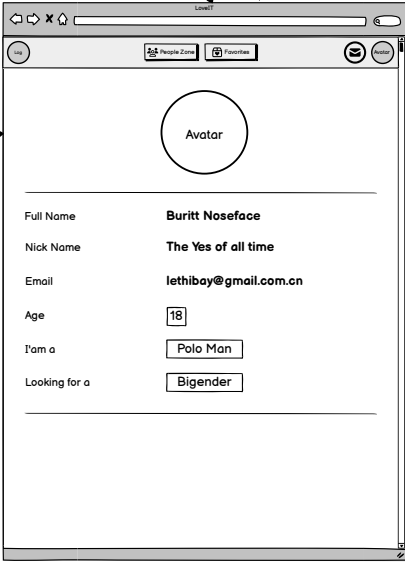 LoveIT
Log
People Zone
Favorites
Avatar
Avatar
Full Name
Buritt Noseface
Nick Name
The Yes of all time
Email
lethibay@gmail.com.cn
Age
18
I'am a
Polo Man
Looking for a
Bigender